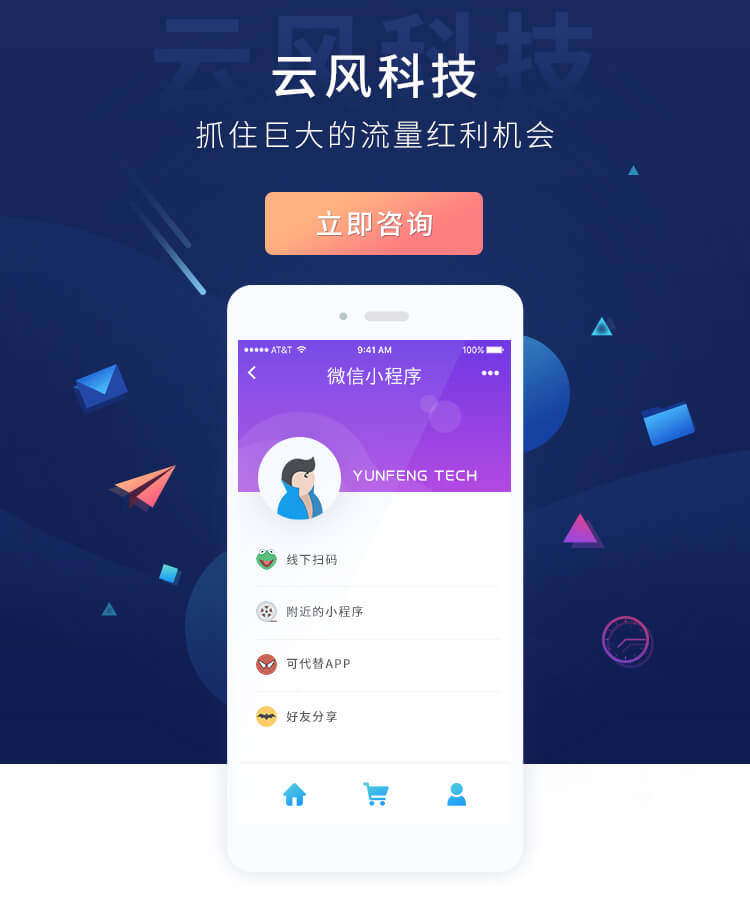 云风科技
云风科技
抓住巨大的流量红利机会
立即咨询
AT&T 9:41 AM 100%
微信小程序
YUNFENG TECH
线下扫码
附近的小程序
可代替APP
好友分享